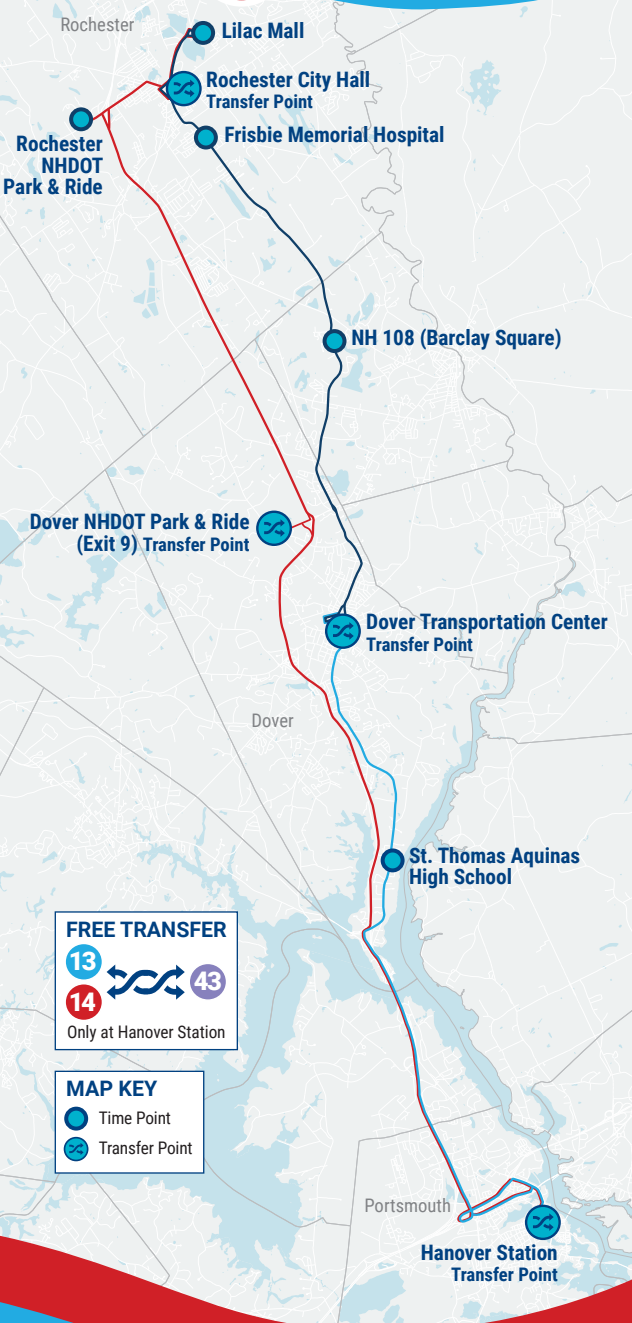 Rochester
Lilac Mall
Rochester City Hall
Transfer Point
Frisbie Memorial Hospital
Rochester
NHDOT
Park & Ride
NH 108 (Barclay Square)
Dover NHDOT Park & Ride
(Exit 9) Transfer Point
Dover Transportation Center
Transfer Point
Dover
St. Thomas Aquinas
High School
FREE TRANSFER
13
43
14
Only at Hanover Station
MAP KEY
Time Point
Transfer Point
Portsmouth
Hanover Station
Transfer Point